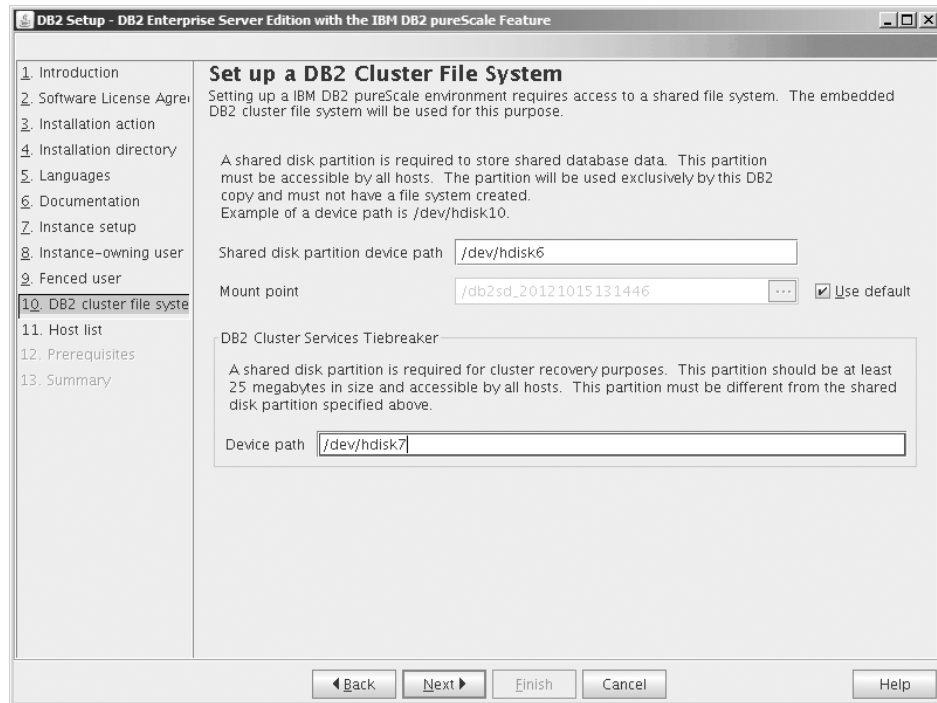 DB2 Setup - DB2 Enterprise Server Edition with the IBM DB2 pureScale Feature
1. Introduction
2. Software License Agre
3. Installation action
4. Installation directory
5. Languages
6. Documentation
7. Instance setup
8. Instance-owning user
9. Fenced user
10. DB2 cluster file syste
11. Host list
12. Prerequisites
13. Summary
Set up a DB2 Cluster File System
Setting up a IBM DB2 pureScale environment requires access to a shared file system. The embedded
DB2 cluster file system will be used for this purpose.
A shared disk partition is required to store shared database data. This partition
must be accessible by all hosts. The partition will be used exclusively by this DB2
copy and must not have a file system created.
Example of a device path is /dev/hdisk10.
Shared disk partition device path /dev/hdisk6
Mount point /db2sd_20121015131446 ... Use default
DB2 Cluster Services Tiebreaker
A shared disk partition is required for cluster recovery purposes. This partition should be at least
25 megabytes in size and accessible by all hosts. This partition must be different from the shared
disk partition specified above.
Device path /dev/hdisk7
Back Next Finish Cancel Help